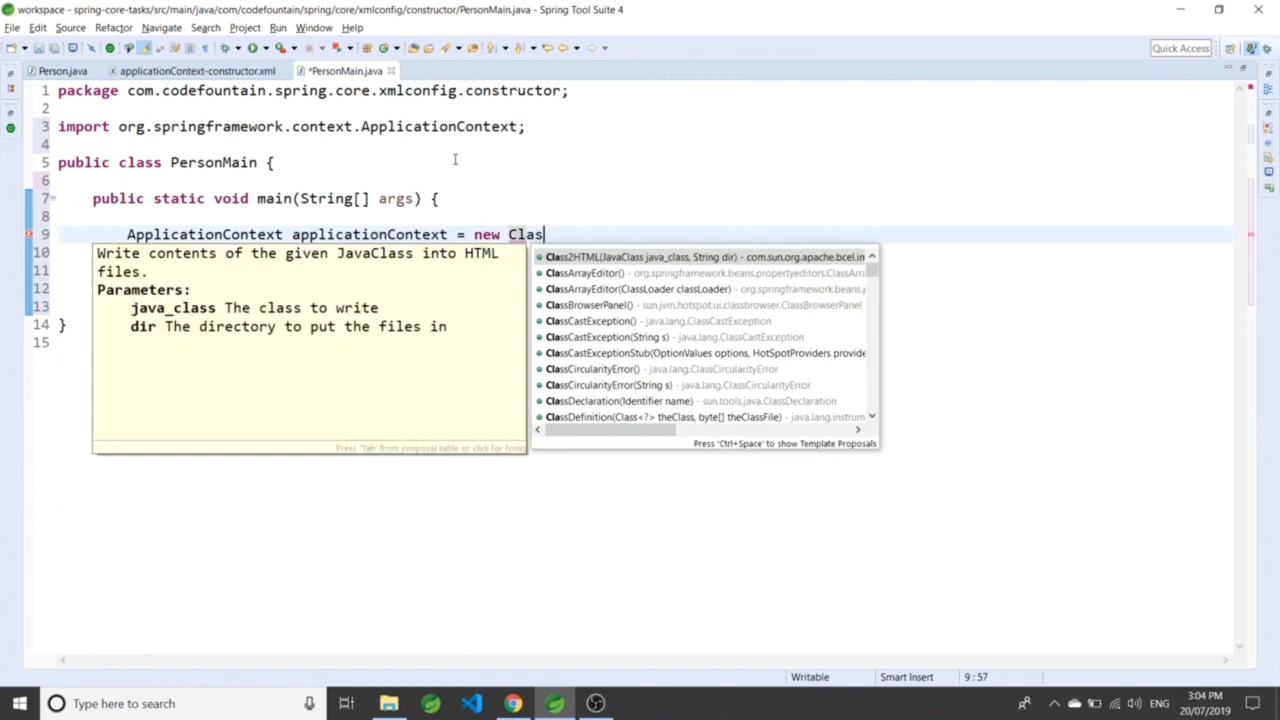 workspace - spring-core-tasks/src/main/java/com/codefountain/spring/core/xmlconfig/constructor/PersonMain.java - Spring Tool Suite 4
File Edit Source Refactor Navigate Search Project Run Window Help
Quick Access
Person.java applicationContext-constructor.xml *PersonMain.java
1 package com.codefountain.spring.core.xmlconfig.constructor;
2
3 import org.springframework.context.ApplicationContext;
4
5 public class PersonMain {
6
7 public static void main(String[] args) {
8
9 ApplicationContext applicationContext = new Clas
10
11
12
13
14 }
15
Write contents of the given JavaClass into HTML
files.
Parameters:
java_class The class to write
dir The directory to put the files in
Press 'Tab' from proposal table or click for focus
Class2HTML(JavaClass java_class, String dir) - com.sun.org.apache.bcel.in
ClassArrayEditor() - org.springframework.beans.propertyeditors.ClassArra
ClassArrayEditor(ClassLoader classLoader) - org.springframework.beans.p
ClassBrowserPanel() - sun.jvm.hotspot.ui.classbrowser.ClassBrowserPanel
ClassCastException() - java.lang.ClassCastException
ClassCastException(String s) - java.lang.ClassCastException
ClassCastExceptionStub(OptionValues options, HotSpotProviders provide
ClassCircularityError() - java.lang.ClassCircularityError
ClassCircularityError(String s) - java.lang.ClassCircularityError
ClassDeclaration(Identifier name) - sun.tools.java.ClassDeclaration
ClassDefinition(Class<?> theClass, byte[] theClassFile) - java.lang.instrum
Press 'Ctrl+Space' to show Template Proposals
Writable Smart Insert 9 : 57
Type here to search
ENG
3:04 PM
20/07/2019